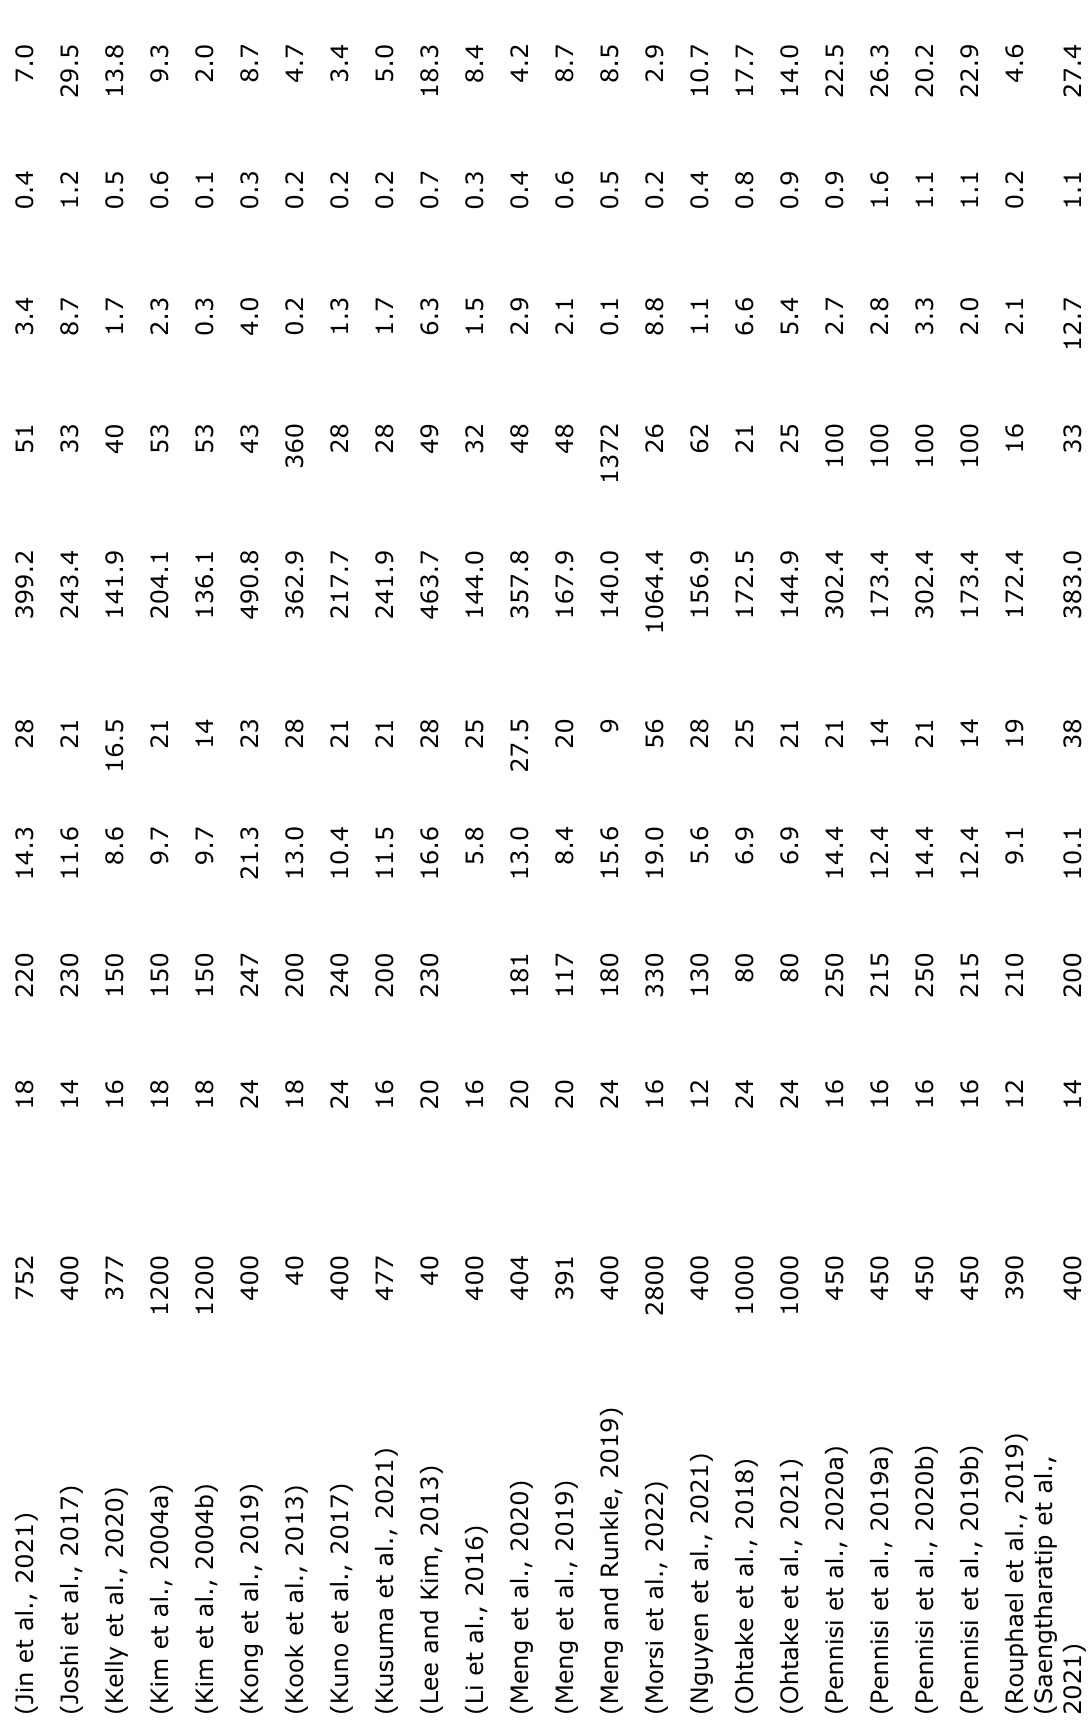 (Jin et al., 2021) 752 18 220 14.3 28 399.2 51 3.4 0.4 7.0
(Joshi et al., 2017) 400 14 230 11.6 21 243.4 33 8.7 1.2 29.5
(Kelly et al., 2020) 377 16 150 8.6 16.5 141.9 40 1.7 0.5 13.8
(Kim et al., 2004a) 1200 18 150 9.7 21 204.1 53 2.3 0.6 9.3
(Kim et al., 2004b) 1200 18 150 9.7 14 136.1 53 0.3 0.1 2.0
(Kong et al., 2019) 400 24 247 21.3 23 490.8 43 4.0 0.3 8.7
(Kook et al., 2013) 40 18 200 13.0 28 362.9 360 0.2 0.2 4.7
(Kuno et al., 2017) 400 24 240 10.4 21 217.7 28 1.3 0.2 3.4
(Kusuma et al., 2021) 477 16 200 11.5 21 241.9 28 1.7 0.2 5.0
(Lee and Kim, 2013) 40 20 230 16.6 28 463.7 49 6.3 0.7 18.3
(Li et al., 2016) 400 16 5.8 25 144.0 32 1.5 0.3 8.4
(Meng et al., 2020) 404 20 181 13.0 27.5 357.8 48 2.9 0.4 4.2
(Meng et al., 2019) 391 20 117 8.4 20 167.9 48 2.1 0.6 8.7
(Meng and Runkle, 2019) 400 24 180 15.6 9 140.0 1372 0.1 0.5 8.5
(Morsi et al., 2022) 2800 16 330 19.0 56 1064.4 26 8.8 0.2 2.9
(Nguyen et al., 2021) 400 12 130 5.6 28 156.9 62 1.1 0.4 10.7
(Ohtake et al., 2018) 1000 24 80 6.9 25 172.5 21 6.6 0.8 17.7
(Ohtake et al., 2021) 1000 24 80 6.9 21 144.9 25 5.4 0.9 14.0
(Pennisi et al., 2020a) 450 16 250 14.4 21 302.4 100 2.7 0.9 22.5
(Pennisi et al., 2019a) 450 16 215 12.4 14 173.4 100 2.8 1.6 26.3
(Pennisi et al., 2020b) 450 16 250 14.4 21 302.4 100 3.3 1.1 20.2
(Pennisi et al., 2019b) 450 16 215 12.4 14 173.4 100 2.0 1.1 22.9
(Rouphael et al., 2019) 390 12 210 9.1 19 172.4 16 2.1 0.2 4.6
(Saengtharatip et al.,
2021) 400 14 200 10.1 38 383.0 33 12.7 1.1 27.4